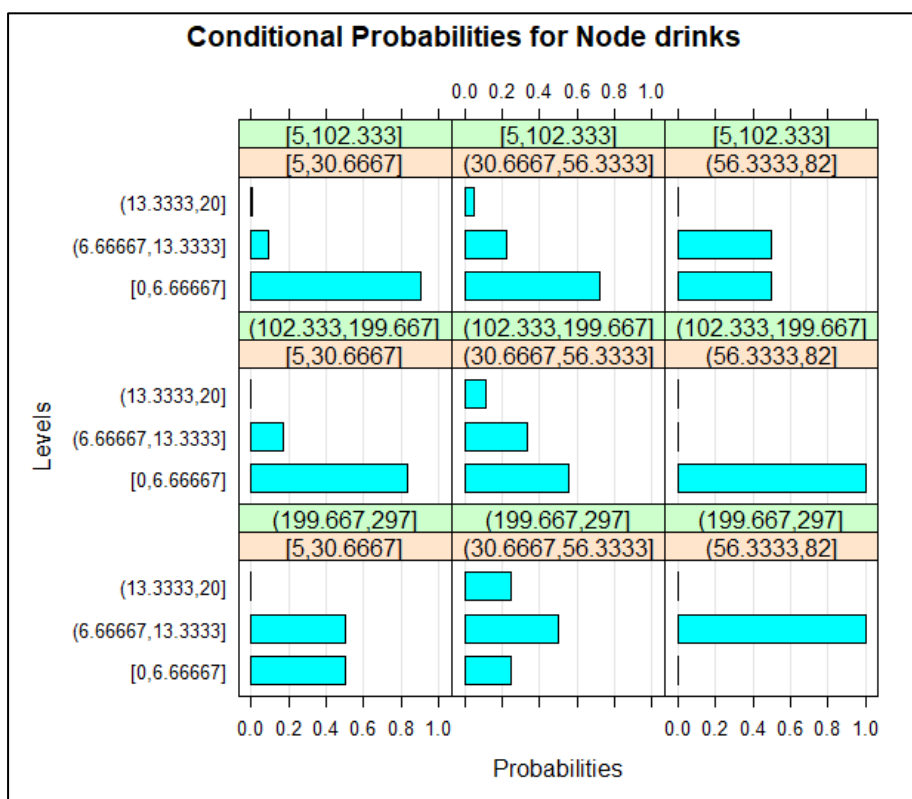 Conditional Probabilities for Node drinks
0.0 0.2 0.4 0.6 0.8 1.0
[5,102.333] [5,102.333] [5,102.333]
[5,30.6667] (30.6667,56.3333] (56.3333,82]
(13.3333,20]
(6.66667,13.3333]
[0,6.66667]
(102.333,199.667] (102.333,199.667] (102.333,199.667]
[5,30.6667] (30.6667,56.3333] (56.3333,82]
(13.3333,20]
(6.66667,13.3333]
[0,6.66667]
(199.667,297] (199.667,297] (199.667,297]
[5,30.6667] (30.6667,56.3333] (56.3333,82]
(13.3333,20]
(6.66667,13.3333]
[0,6.66667]
Levels
0.0 0.2 0.4 0.6 0.8 1.0 0.0 0.2 0.4 0.6 0.8 1.0
Probabilities